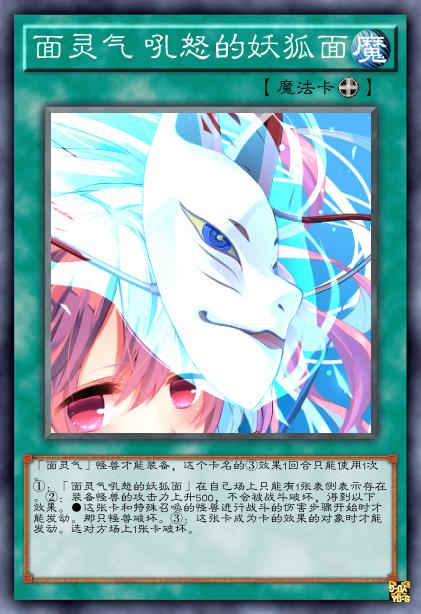 面灵气 吼怒的妖狐面
魔
【魔法卡】
「面灵气」怪兽才能装备，这个卡名的③效果1回合只能使用1次
。
①：「面灵气吼怒的妖狐面」在自己场上只能有1张表侧表示存在
。②：装备怪兽的攻击力上升500，不会被战斗破坏，得到以下
效果。●这张卡和特殊召唤的怪兽进行战斗的伤害步骤开始时才
能发动。那只怪兽破坏。③：这张卡成为卡的效果的对象时才能
发动。选对方场上1张卡破坏。